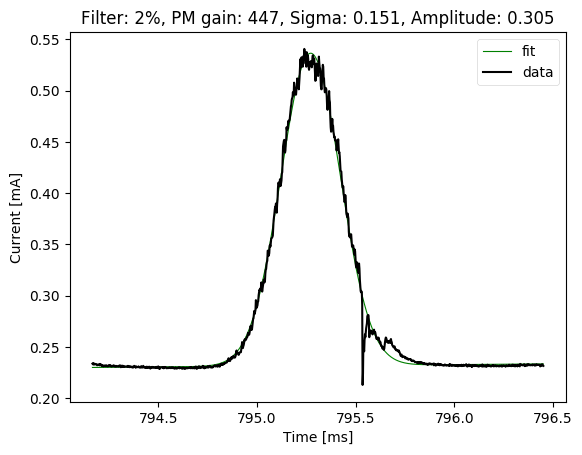 Filter: 2%, PM gain: 447, Sigma: 0.151, Amplitude: 0.305
fit
data
0.55
0.50
0.45
0.40
0.35
0.30
0.25
0.20
Current [mA]
794.5
795.0
795.5
796.0
796.5
Time [ms]